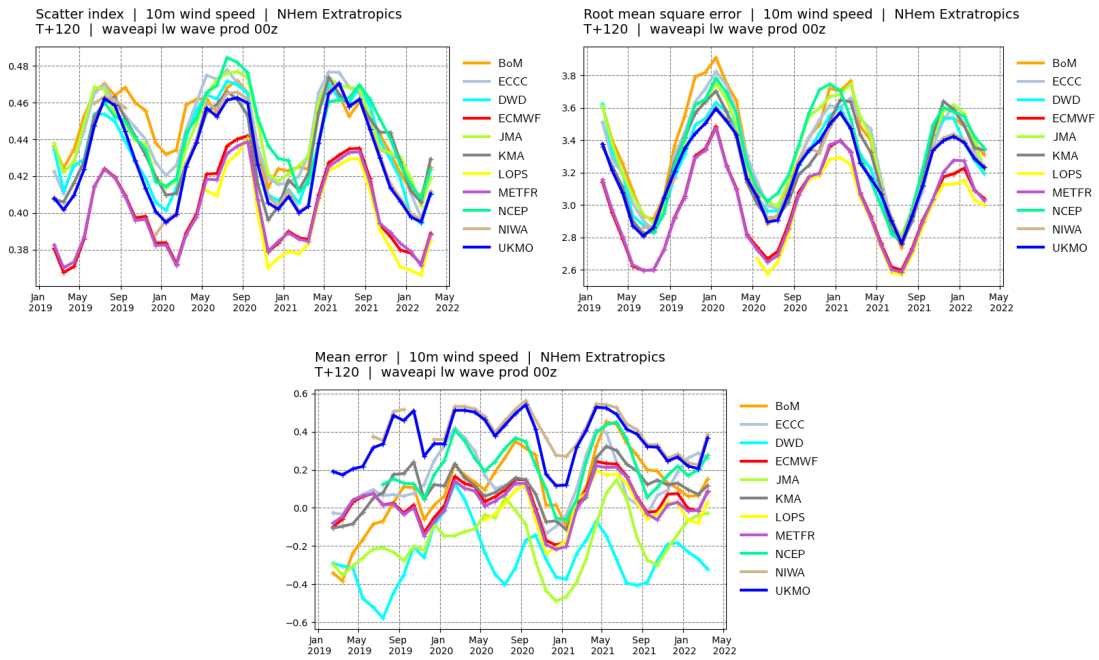 Scatter index | 10m wind speed | NHem Extratropics
T+120 | waveapi lw wave prod 00z
0.48
0.46
0.44
0.42
0.40
0.38
Jan 2019
May 2019
Sep 2019
Jan 2020
May 2020
Sep 2020
Jan 2021
May 2021
Sep 2021
Jan 2022
May 2022
BoM
ECCC
DWD
ECMWF
JMA
KMA
LOPS
METFR
NCEP
NIWA
UKMO
Root mean square error | 10m wind speed | NHem Extratropics
T+120 | waveapi lw wave prod 00z
3.8
3.6
3.4
3.2
3.0
2.8
2.6
Jan 2019
May 2019
Sep 2019
Jan 2020
May 2020
Sep 2020
Jan 2021
May 2021
Sep 2021
Jan 2022
May 2022
BoM
ECCC
DWD
ECMWF
JMA
KMA
LOPS
METFR
NCEP
NIWA
UKMO
Mean error | 10m wind speed | NHem Extratropics
T+120 | waveapi lw wave prod 00z
0.6
0.4
0.2
0.0
−0.2
−0.4
−0.6
Jan 2019
May 2019
Sep 2019
Jan 2020
May 2020
Sep 2020
Jan 2021
May 2021
Sep 2021
Jan 2022
May 2022
BoM
ECCC
DWD
ECMWF
JMA
KMA
LOPS
METFR
NCEP
NIWA
UKMO